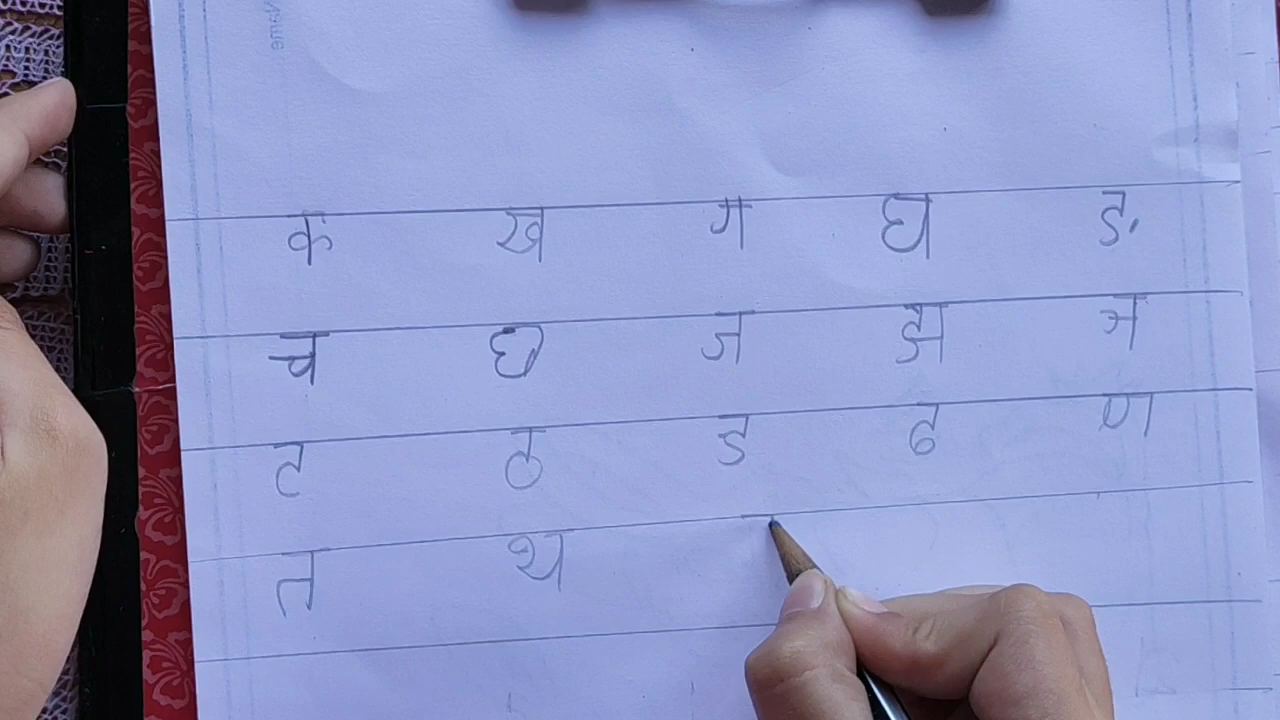 क ख ग घ ङ
च छ ज झ ञ
ट ठ ड ढ ण
त थ